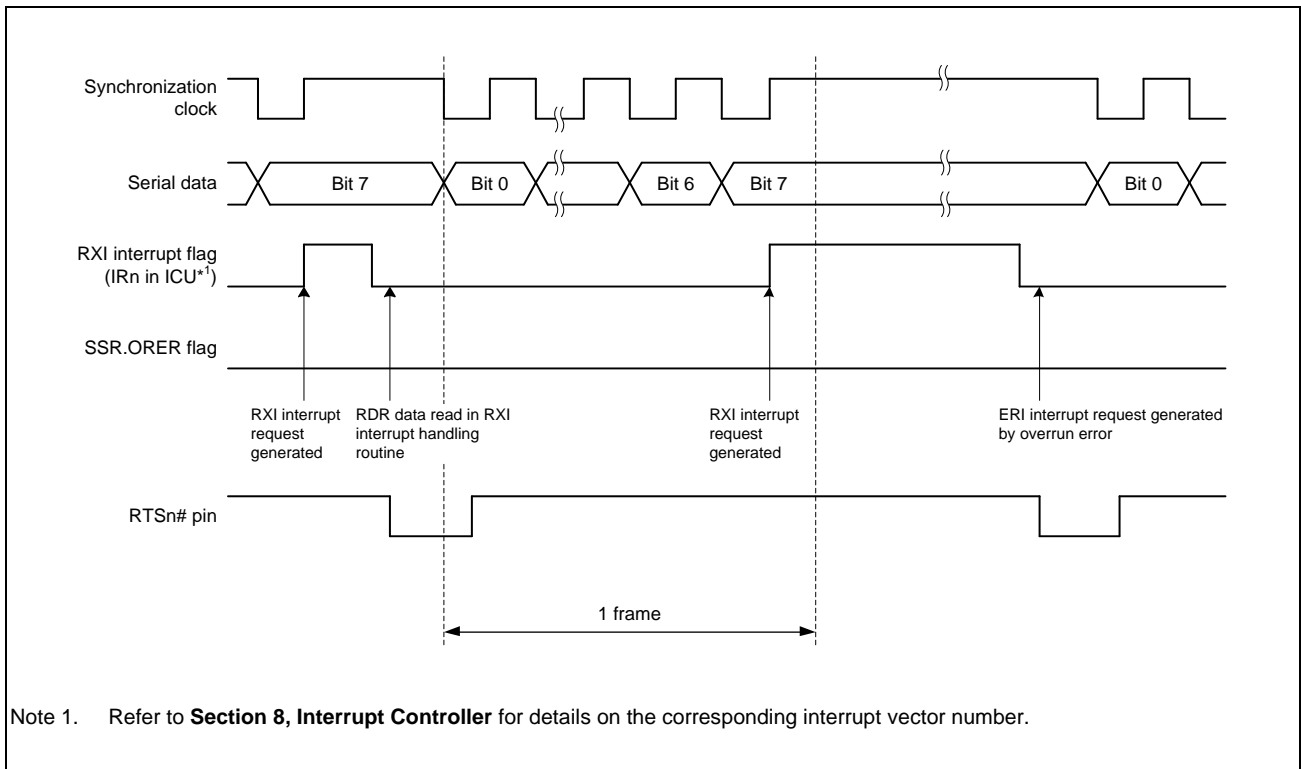 Synchronization
clock
Serial data
Bit 7
Bit 0
Bit 6
Bit 7
Bit 0
RXI interrupt flag
(IRn in ICU*1)
SSR.ORER flag
RXI interrupt
request
generated
RDR data read in RXI
interrupt handling
routine
RXI interrupt
request
generated
ERI interrupt request generated
by overrun error
RTSn# pin
1 frame
Note 1. Refer to Section 8, Interrupt Controller for details on the corresponding interrupt vector number.